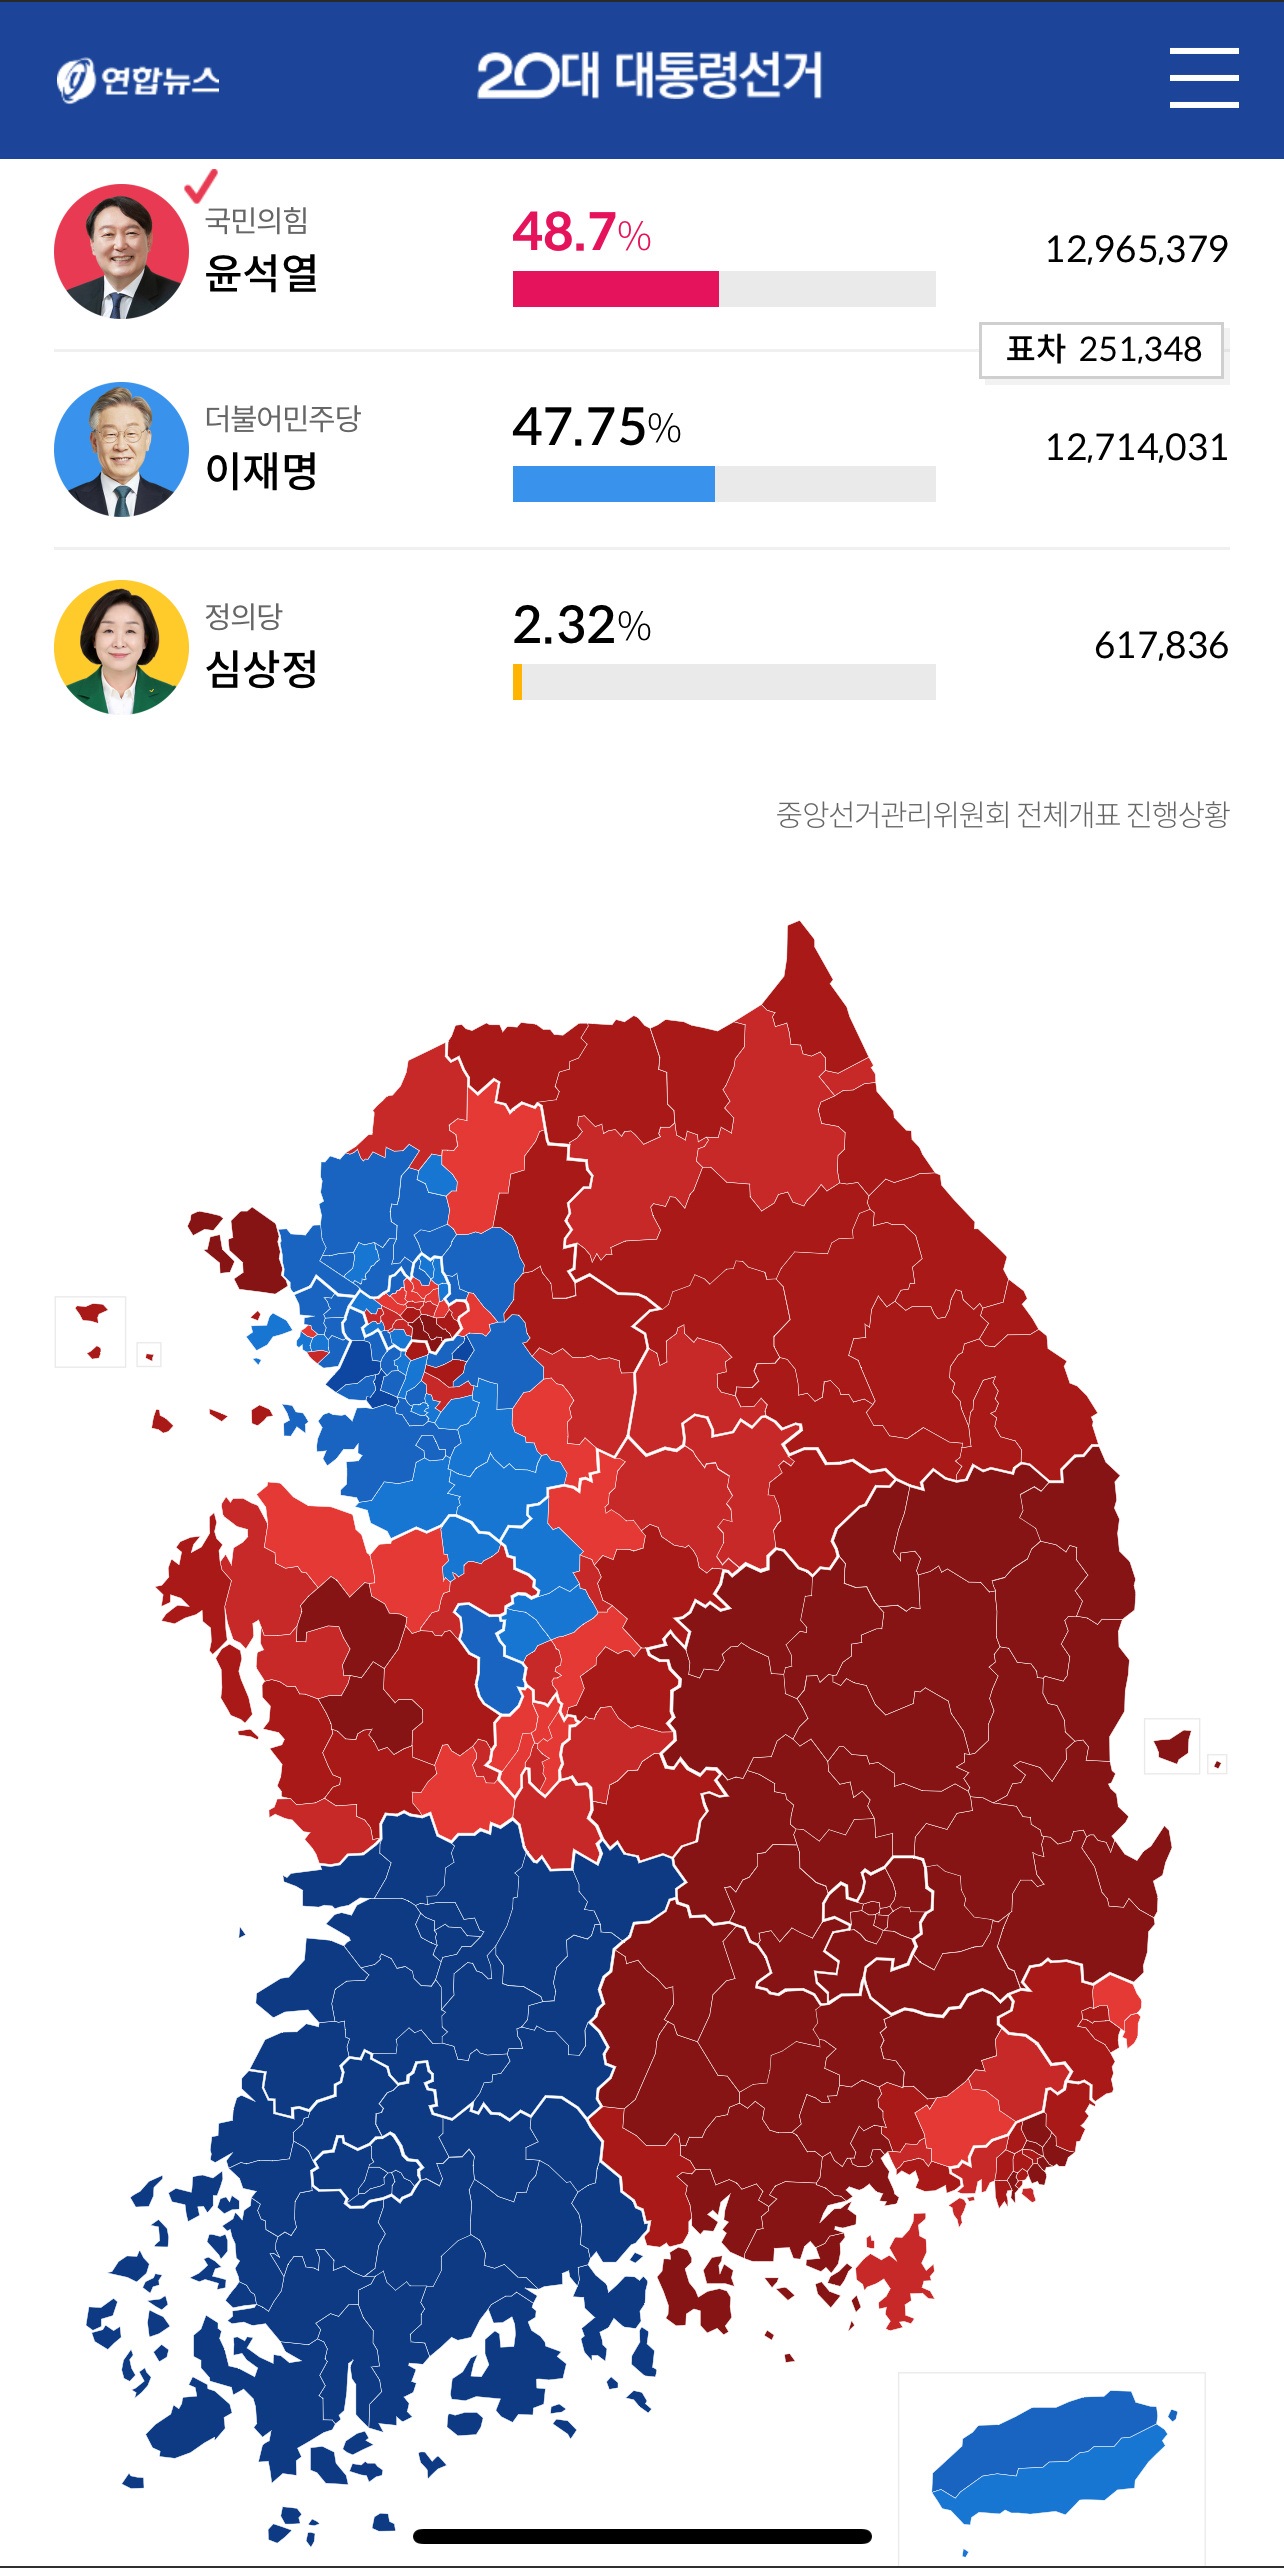 연합뉴스
20대 대통령선거
국민의힘
윤석열
48.7%
12,965,379
표차 251,348
더불어민주당
이재명
47.75%
12,714,031
정의당
심상정
2.32%
617,836
중앙선거관리위원회 전체개표 진행상황